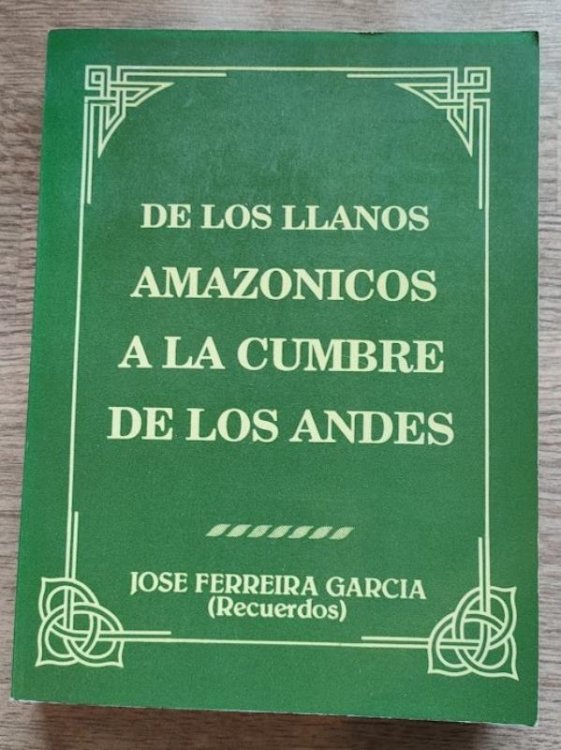 DE LOS LLANOS
AMAZONICOS
A LA CUMBRE
DE LOS ANDES
JOSE FERREIRA GARCIA
(Recuerdos)